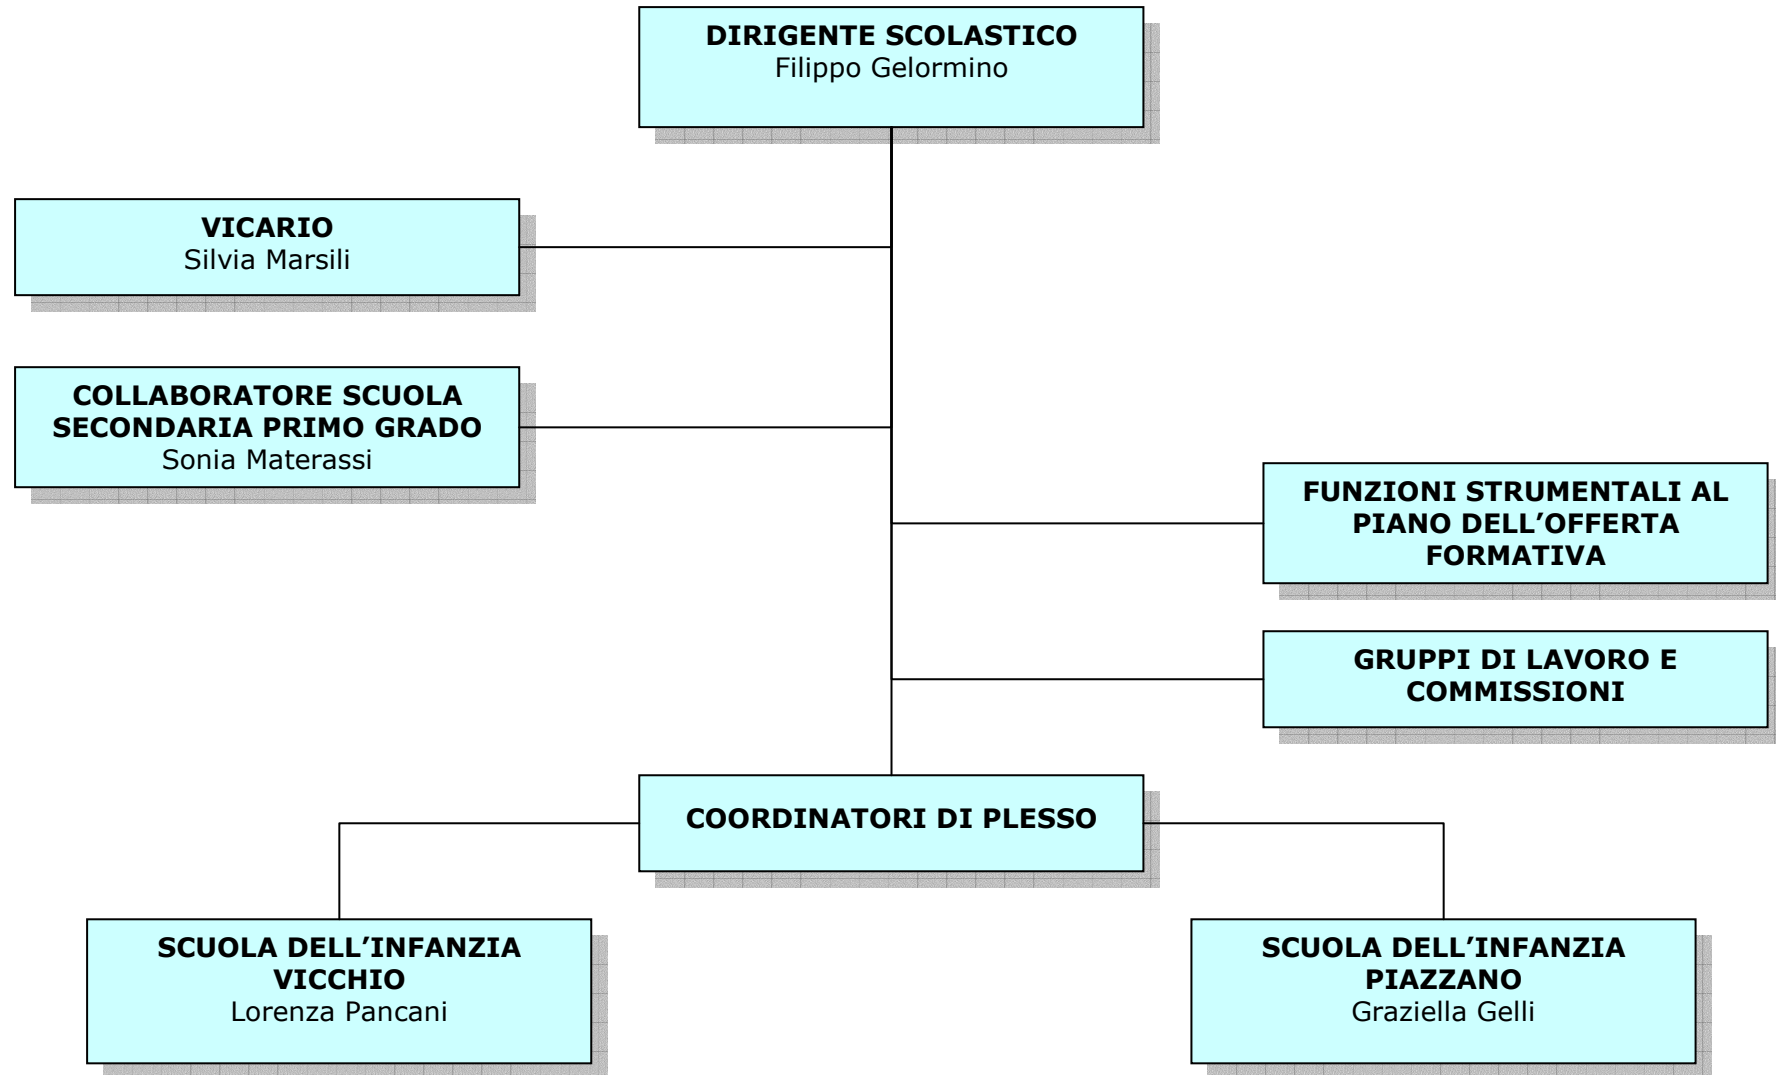 DIRIGENTE SCOLASTICO
Filippo Gelormino
VICARIO
Silvia Marsili
COLLABORATORE SCUOLA
SECONDARIA PRIMO GRADO
Sonia Materassi
FUNZIONI STRUMENTALI AL
PIANO DELL’OFFERTA
FORMATIVA
GRUPPI DI LAVORO E
COMMISSIONI
COORDINATORI DI PLESSO
SCUOLA DELL’INFANZIA
VICCHIO
Lorenza Pancani
SCUOLA DELL’INFANZIA
PIAZZANO
Graziella Gelli